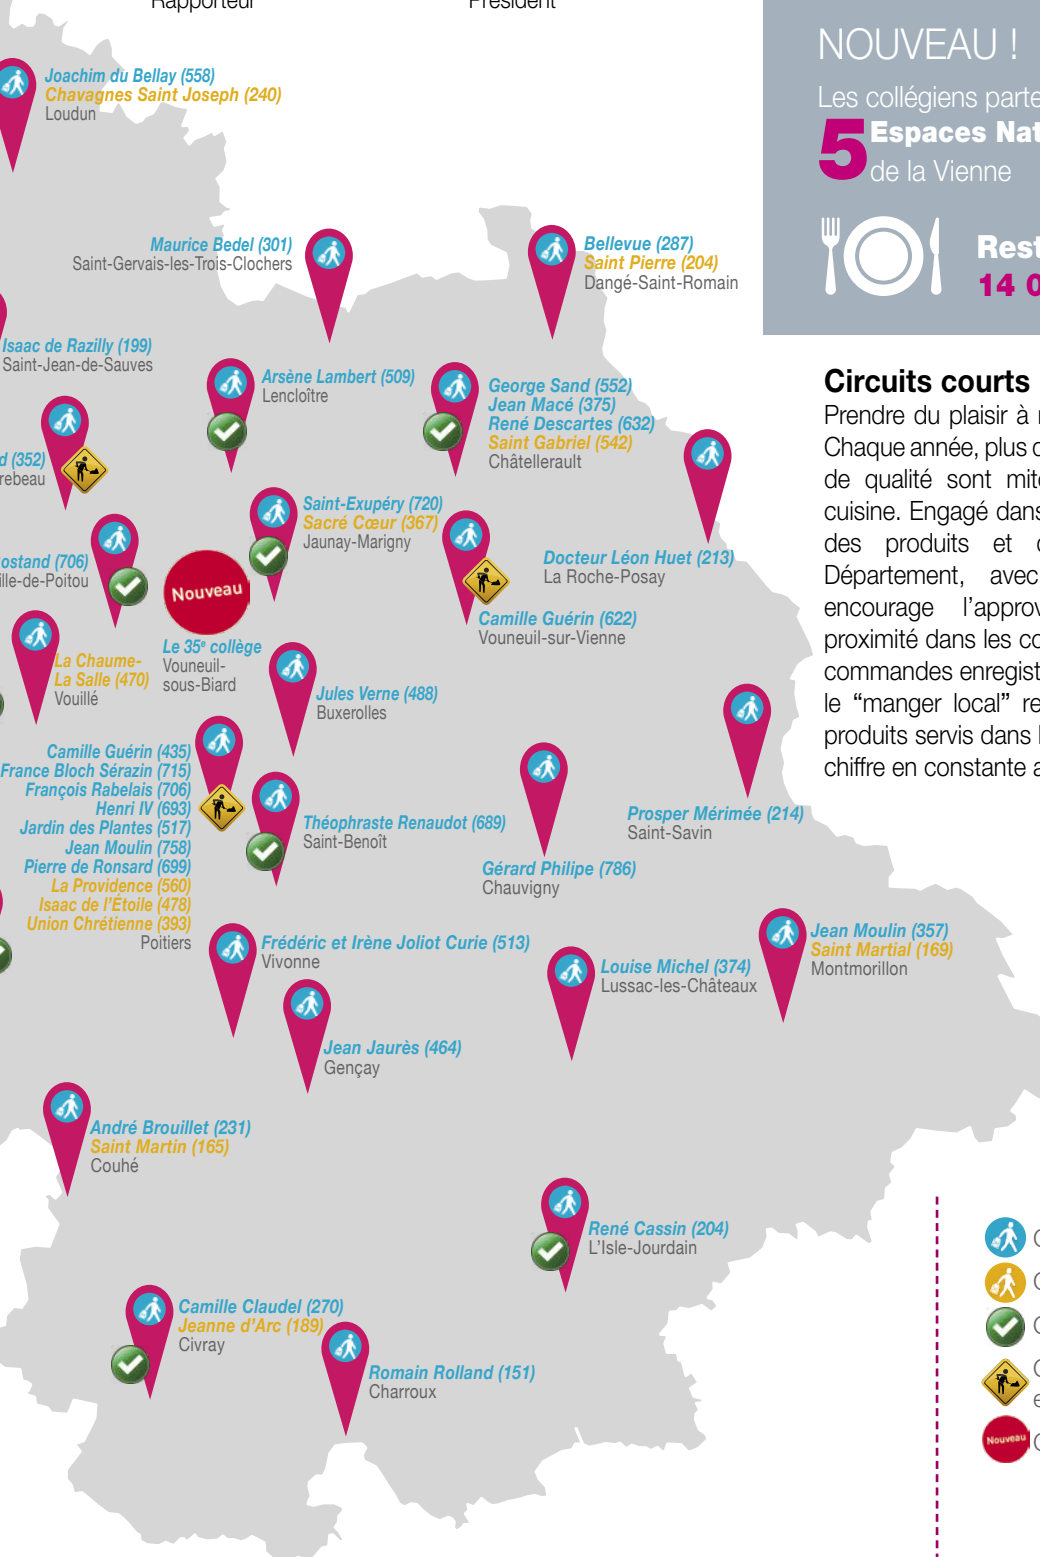 Rapporteur
Président
NOUVEAU !
Les collégiens parte
5 Espaces Nat
de la Vienne
Rest
14 0
Joachim du Bellay (558)
Chavagnes Saint Joseph (240)
Loudun
Maurice Bedel (301)
Saint-Gervais-les-Trois-Clochers
Bellevue (287)
Saint Pierre (204)
Dangé-Saint-Romain
Isaac de Razilly (199)
Saint-Jean-de-Sauves
Arsène Lambert (509)
Lencloître
George Sand (552)
Jean Macé (375)
René Descartes (632)
Saint Gabriel (542)
Châtellerault
d (352)
rebeau
Saint-Exupéry (720)
Sacré Cœur (367)
Jaunay-Marigny
Docteur Léon Huet (213)
La Roche-Posay
ostand (706)
ille-de-Poitou
Nouveau
Camille Guérin (622)
Vouneuil-sur-Vienne
Le 35e collège
Vouneuil-
sous-Biard
La Chaume-
La Salle (470)
Vouillé
Jules Verne (488)
Buxerolles
Camille Guérin (435)
France Bloch Sérazin (715)
François Rabelais (706)
Henri IV (693)
Jardin des Plantes (517)
Jean Moulin (758)
Pierre de Ronsard (699)
La Providence (560)
Isaac de l'Étoile (478)
Union Chrétienne (393)
Poitiers
Théophraste Renaudot (689)
Saint-Benoît
Prosper Mérimée (214)
Saint-Savin
Gérard Philipe (786)
Chauvigny
Frédéric et Irène Joliot Curie (513)
Vivonne
Louise Michel (374)
Lussac-les-Châteaux
Jean Moulin (357)
Saint Martial (169)
Montmorillon
Jean Jaurès (464)
Gençay
André Brouillet (231)
Saint Martin (165)
Couhé
René Cassin (204)
L'Isle-Jourdain
Camille Claudel (270)
Jeanne d'Arc (189)
Civray
Romain Rolland (151)
Charroux
Circuits courts
Prendre du plaisir à m
Chaque année, plus d
de qualité sont mito
cuisine. Engagé dans
des produits et d
Département, avec
encourage l'approv
proximité dans les co
commandes enregist
le "manger local" re
produits servis dans l
chiffre en constante a
C
C
C
C
e
Nouveau C